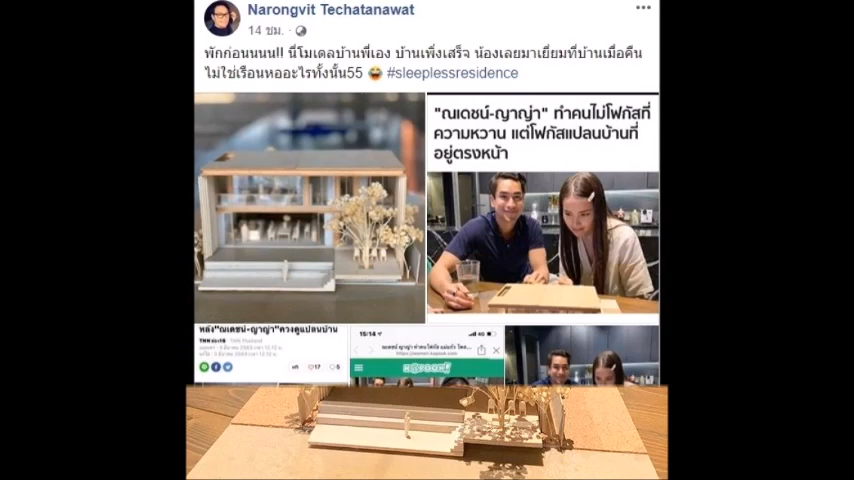 Narongvit Techatanawat
14 ชม.
พักก่อนนนน!! นี่โมเดลบ้านพี่เอง บ้านเพิ่งเสร็จ น้องเลยมาเยี่ยมที่บ้านเมื่อคืน
ไม่ใช่เรือนหออะไรทั้งนั้น55 😂 #sleeplessresidence
"ณเดชน์-ญาญ่า" ทำคนไม่โฟกัสที่
ความหวาน แต่โฟกัสแปลนบ้านที่
อยู่ตรงหน้า
หลัง"ณเดชน์-ญาญ่า"ควงดูแปลนบ้าน
17
5
15:14
4G
HAPOOK!